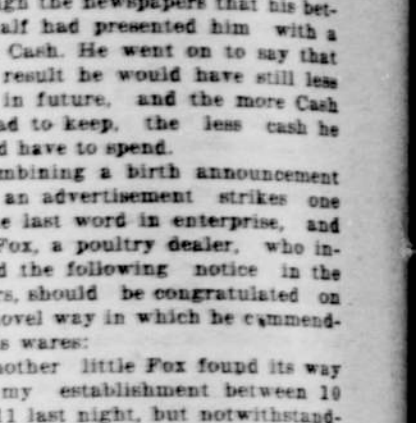 gh the newspapers that his bet-
alf had presented him with a
Cash. He went on to say that
result he would have still less
in future, and the more Cash
ad to keep, the less cash he
d have to spend.
mbining a birth announcement
an advertisement strikes one
e last word in enterprise, and
Fox, a poultry dealer, who in-
d the following notice in the
rs, should be congratulated on
ovel way in which he commend-
s wares:
nother little Fox found its way
my establishment between 10
11 last night, but notwithstand-